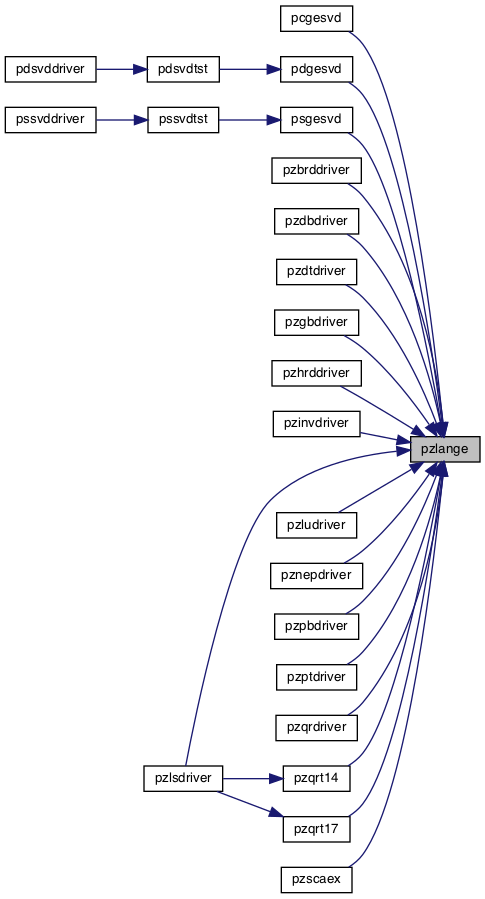 pcgesvd
pdsvddriver
pdsvdtst
pdgesvd
pssvddriver
pssvdtst
psgesvd
pzbrddriver
pzdbdriver
pzdtdriver
pzgbdriver
pzhrddriver
pzinvdriver
pzlange
pzludriver
pznepdriver
pzpbdriver
pzptdriver
pzqrdriver
pzlsdriver
pzqrt14
pzqrt17
pzscaex